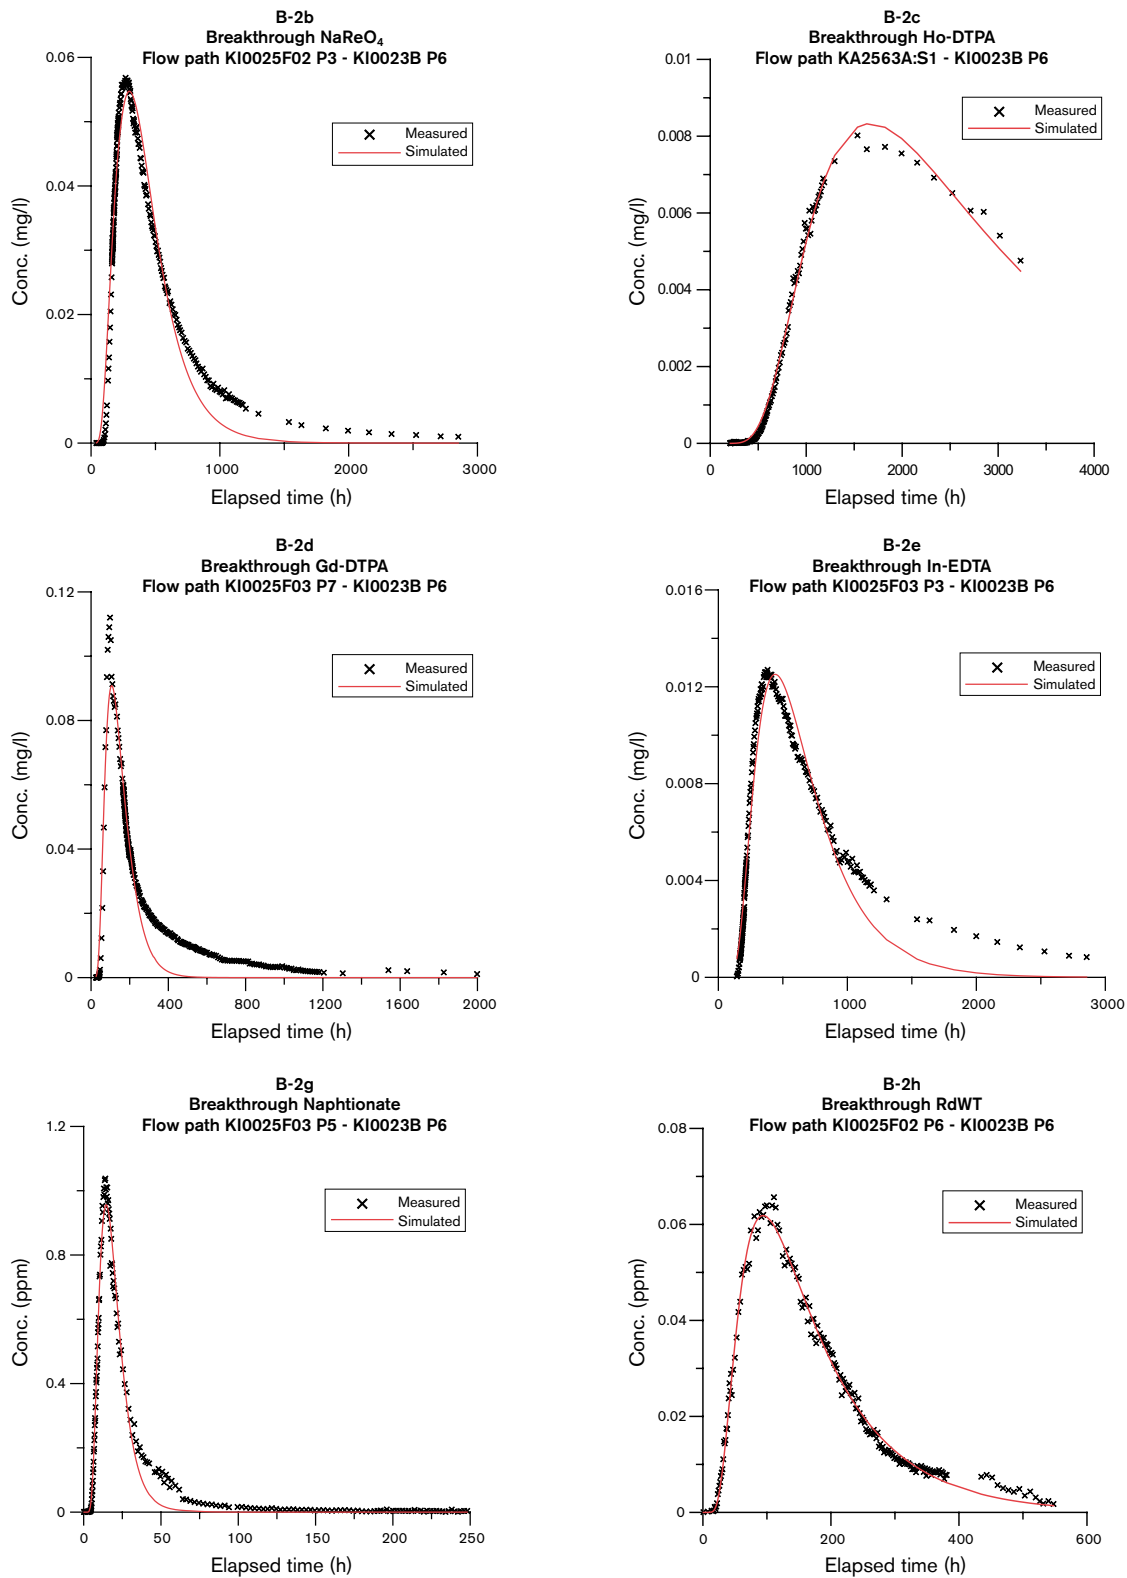 B-2b
Breakthrough NaReO₄
Flow path KI0025F02 P3 - KI0023B P6
0.06
0.04
0.02
0
Conc. (mg/l)
Measured
Simulated
0 1000 2000 3000
Elapsed time (h)
B-2c
Breakthrough Ho-DTPA
Flow path KA2563A:S1 - KI0023B P6
0.01
0.008
0.006
0.004
0.002
0
Conc. (mg/l)
Measured
Simulated
0 1000 2000 3000 4000
Elapsed time (h)
B-2d
Breakthrough Gd-DTPA
Flow path KI0025F03 P7 - KI0023B P6
0.12
0.08
0.04
0
Conc. (mg/l)
Measured
Simulated
0 400 800 1200 1600 2000
Elapsed time (h)
B-2e
Breakthrough In-EDTA
Flow path KI0025F03 P3 - KI0023B P6
0.016
0.012
0.008
0.004
0
Conc. (mg/l)
Measured
Simulated
0 1000 2000 3000
Elapsed time (h)
B-2g
Breakthrough Naphtionate
Flow path KI0025F03 P5 - KI0023B P6
1.2
0.8
0.4
0
Conc. (ppm)
Measured
Simulated
0 50 100 150 200 250
Elapsed time (h)
B-2h
Breakthrough RdWT
Flow path KI0025F02 P6 - KI0023B P6
0.08
0.06
0.04
0.02
0
Conc. (ppm)
Measured
Simulated
0 200 400 600
Elapsed time (h)